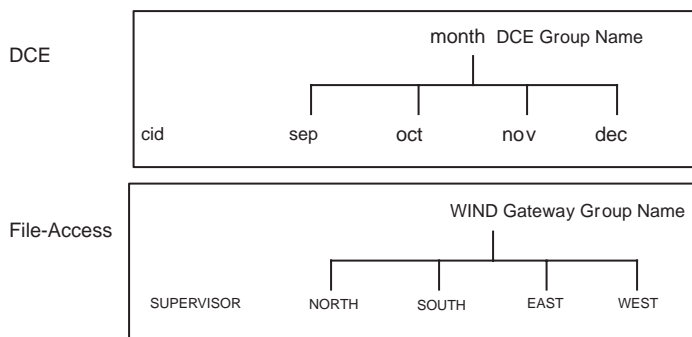 month DCE Group Name
DCE
cid sep oct nov dec
WIND Gateway Group Name
File-Access
SUPERVISOR NORTH SOUTH EAST WEST